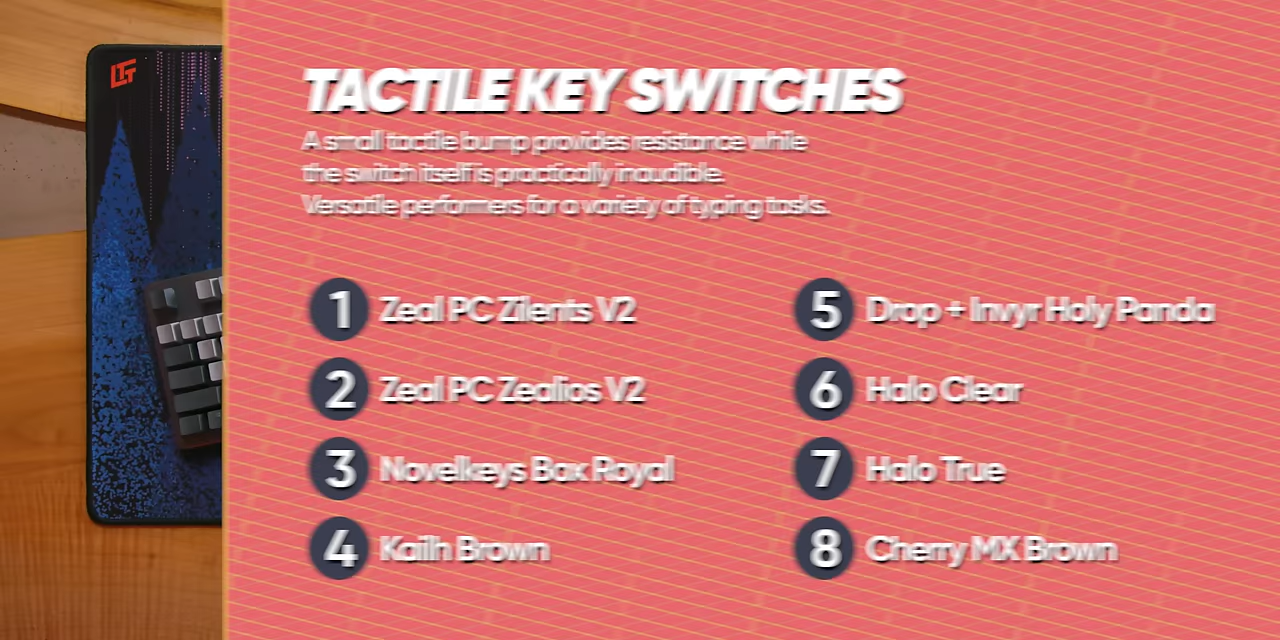 LTT
TACTILE KEY SWITCHES
A small tactile bump provides resistance while
the switch itself is practically inaudible.
Versatile performers for a variety of typing tasks.
1 Zeal PC Zilents V2
2 Zeal PC Zealios V2
3 Novelkeys Box Royal
4 Kailh Brown
5 Drop + Invyr Holy Panda
6 Halo Clear
7 Halo True
8 Cherry MX Brown